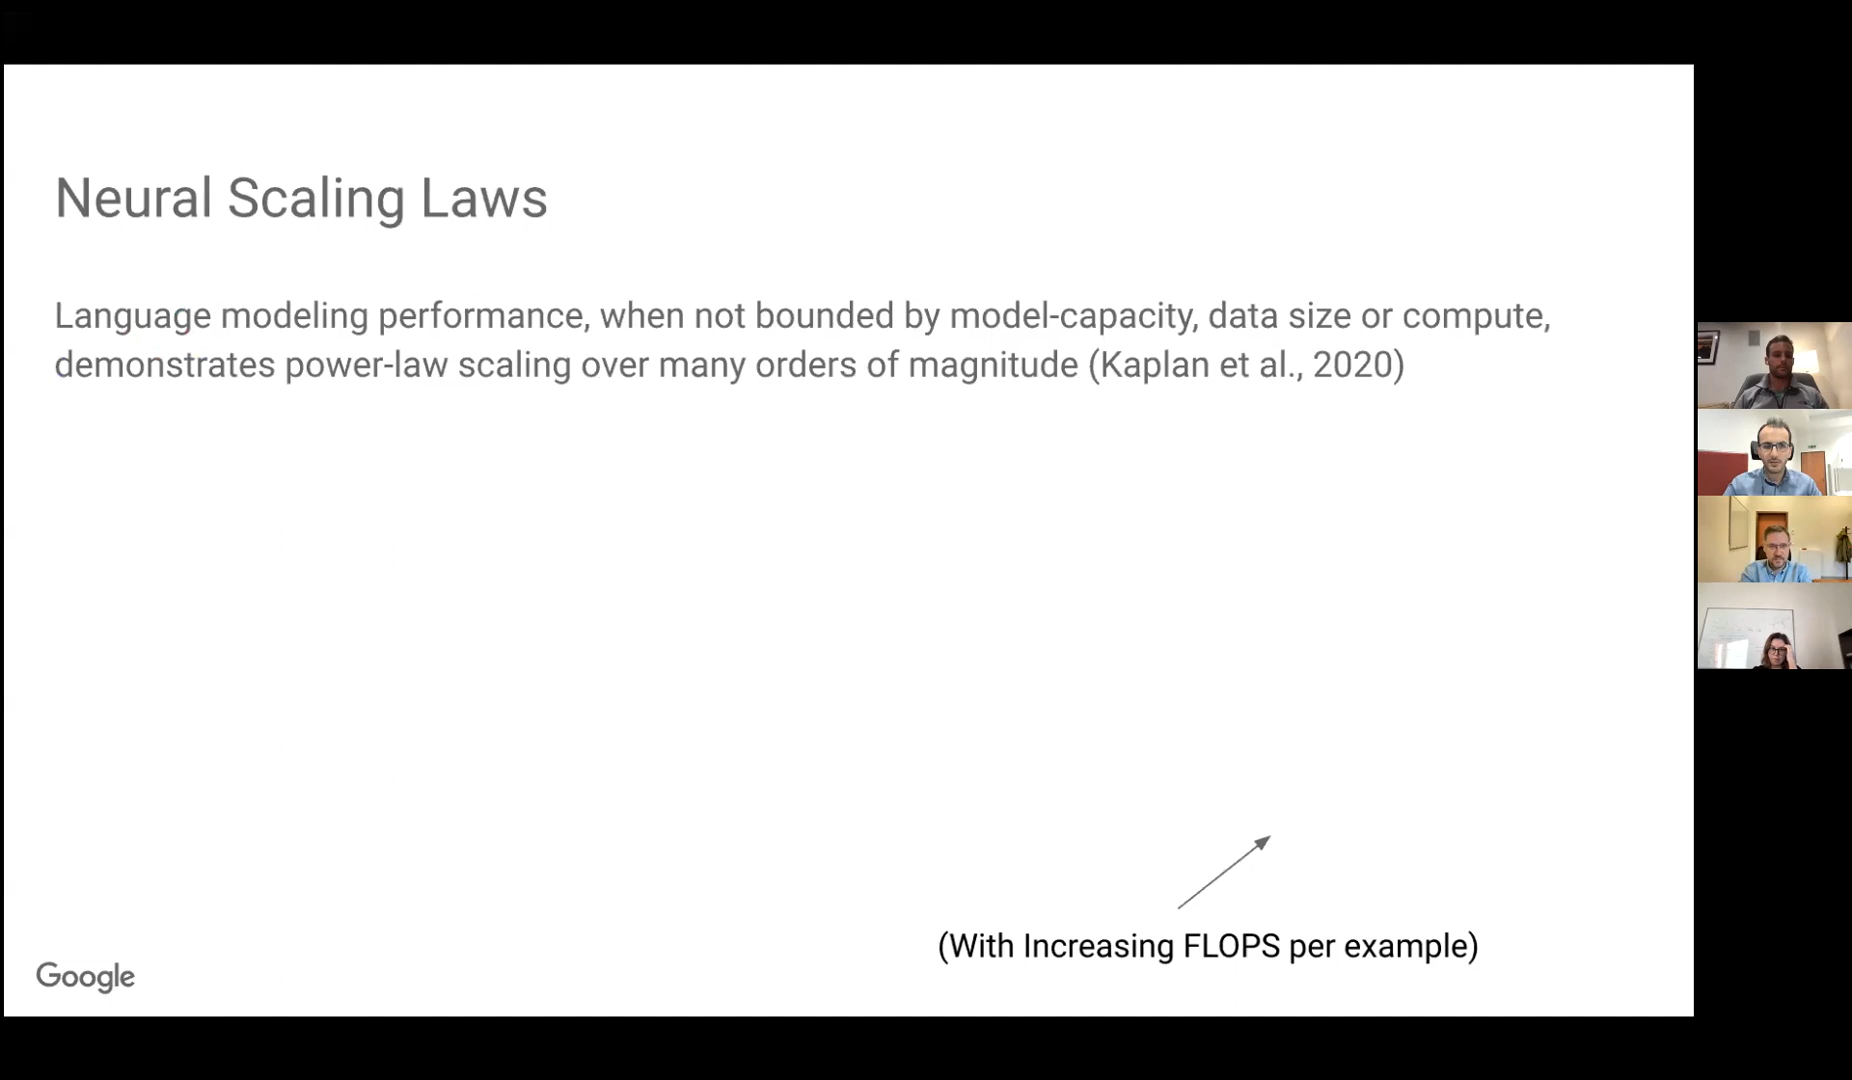 Neural Scaling Laws
Language modeling performance, when not bounded by model-capacity, data size or compute,
demonstrates power-law scaling over many orders of magnitude (Kaplan et al., 2020)
(With Increasing FLOPS per example)
Google